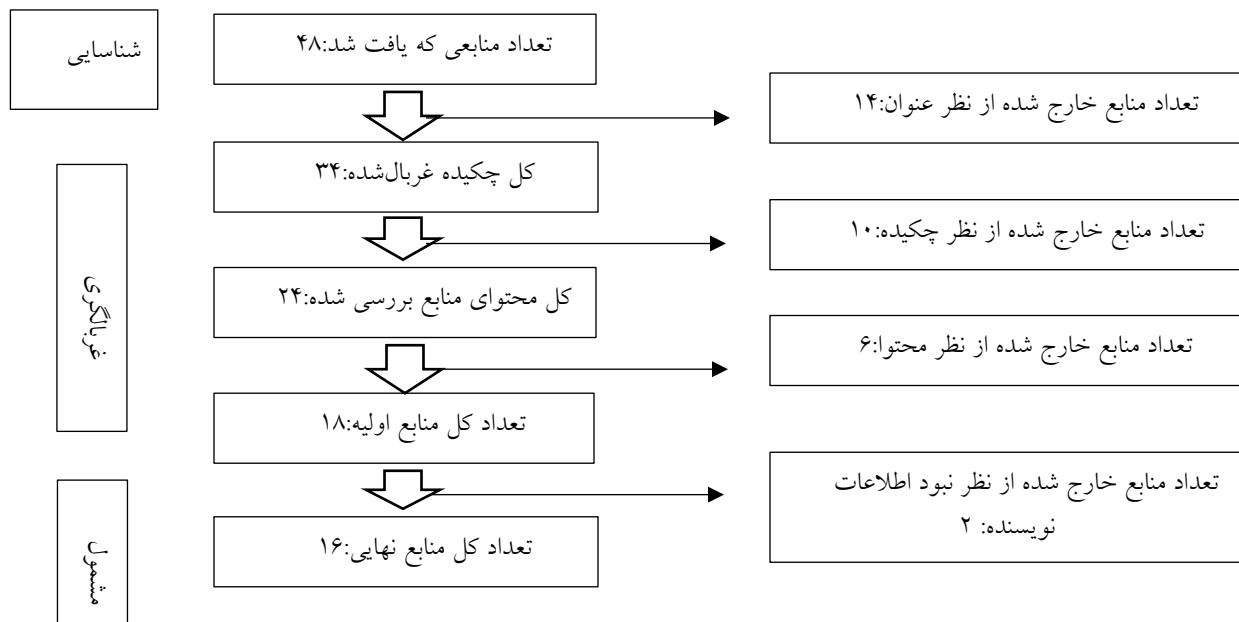 شناسایی
تعداد منابعی که یافت شد:۴۸
تعداد منابع خارج شده از نظر عنوان:۱۴
کل چکیده غربال‌شده:۳۴
غربالگری
تعداد منابع خارج شده از نظر چکیده:۱۰
کل محتوای منابع بررسی شده:۲۴
تعداد منابع خارج شده از نظر محتوا:۶
تعداد کل منابع اولیه:۱۸
مشمول
تعداد منابع خارج شده از نظر نبود اطلاعات
نویسنده: ۲
تعداد کل منابع نهایی:۱۶